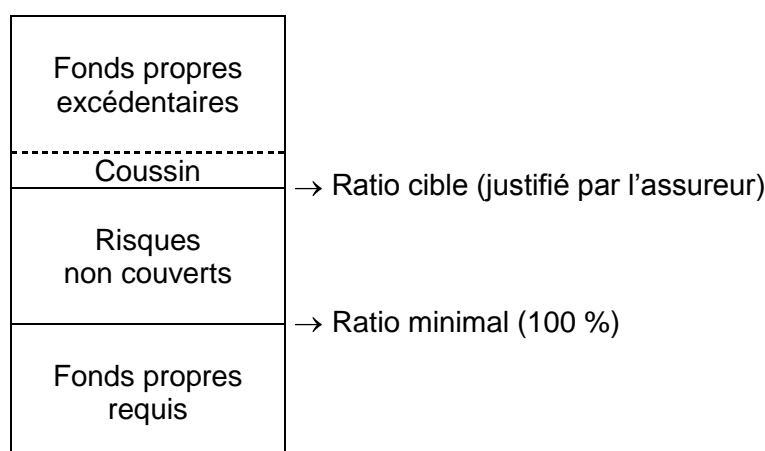 Fonds propres
excédentaires
Coussin
→ Ratio cible (justifié par l’assureur)
Risques
non couverts
→ Ratio minimal (100 %)
Fonds propres
requis